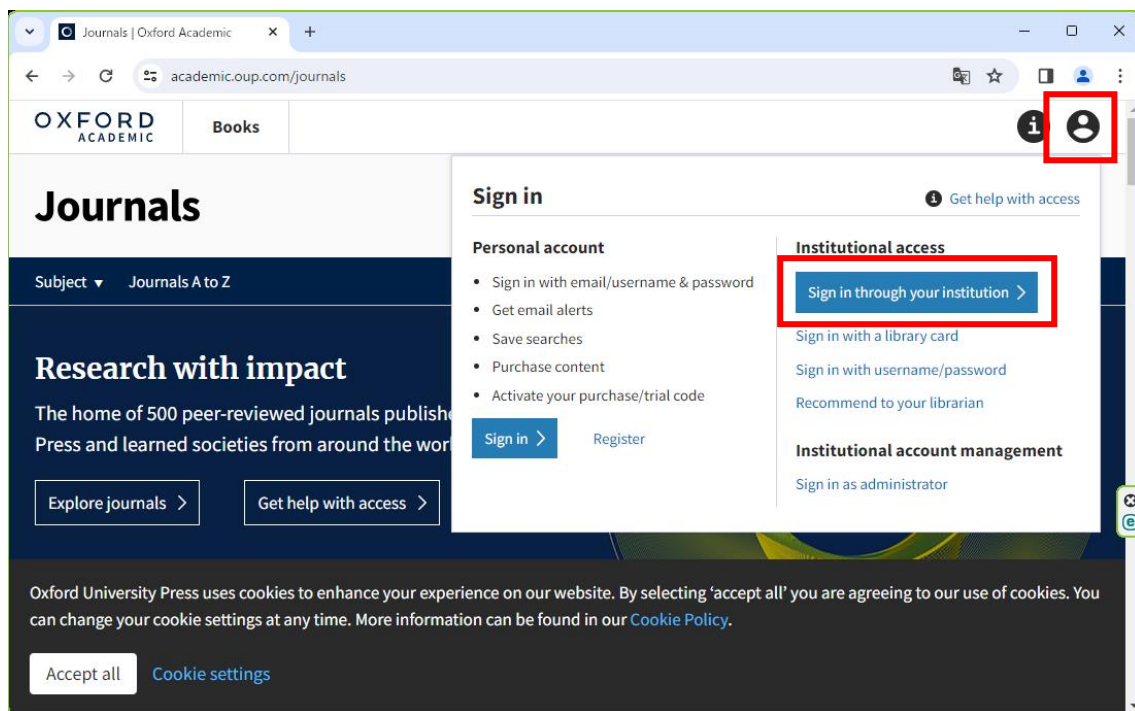 Journals | Oxford Academic
academic.oup.com/journals
OXFORD
ACADEMIC
Books
Journals
Subject
Journals A to Z
Research with impact
The home of 500 peer-reviewed journals publishe
Press and learned societies from around the wor
Explore journals
Get help with access
Sign in
Get help with access
Personal account
Sign in with email/username & password
Get email alerts
Save searches
Purchase content
Activate your purchase/trial code
Sign in
Register
Institutional access
Sign in through your institution
Sign in with a library card
Sign in with username/password
Recommend to your librarian
Institutional account management
Sign in as administrator
Oxford University Press uses cookies to enhance your experience on our website. By selecting ‘accept all’ you are agreeing to our use of cookies. You
can change your cookie settings at any time. More information can be found in our Cookie Policy.
Accept all
Cookie settings